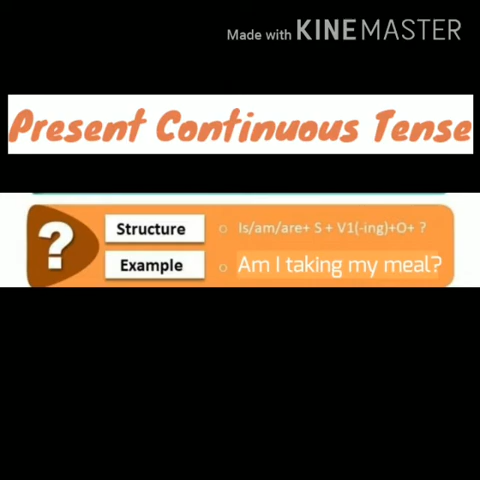 Made with KINEMASTER
Present Continuous Tense
?
Structure
○ Is/am/are+ S + V1(-ing)+O+ ?
Example
○ Am I taking my meal?